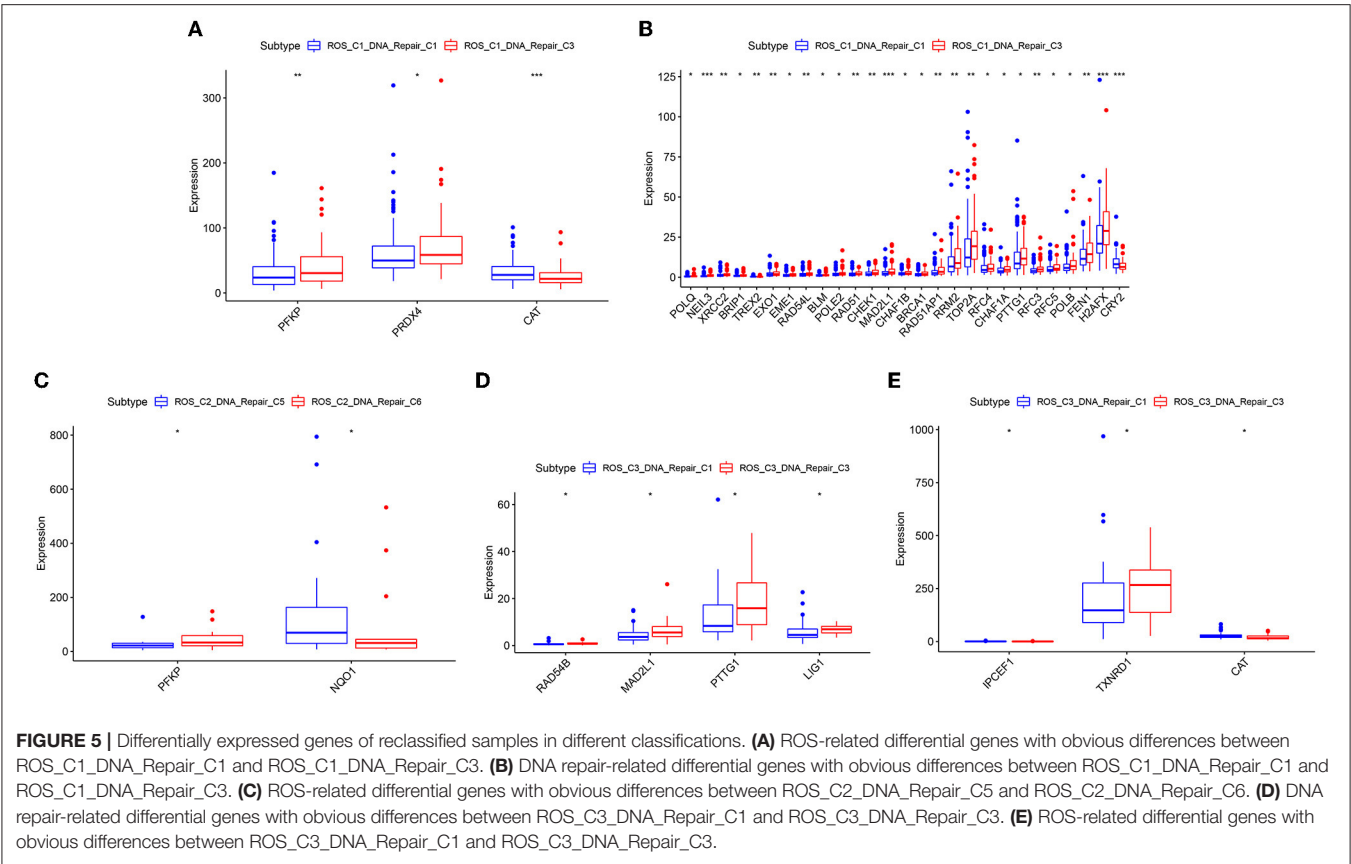 A
Subtype ROS_C1_DNA_Repair_C1 ROS_C1_DNA_Repair_C3
** * ***
300
200
100
0
Expression
PFKP PRDX4 CAT
B
Subtype ROS_C1_DNA_Repair_C1 ROS_C1_DNA_Repair_C3
* *** ** * ** ** * ** * * ** ** *** * * ** ** ** * * * ** * * ** *** ***
125
100
75
50
25
0
Expression
POLQ NEIL3 XRCC2 BRIP1 TREX2 EXO1 EME1 RAD54L BLM POLE2 RAD51 CHEK1 MAD2L1 CHAF1B BRCA1 RAD51AP1 RRM2 TOP2A RFC4 CHAF1A PTTG1 RFC3 RFC5 POLB FEN1 H2AFX CRY2
C
Subtype ROS_C2_DNA_Repair_C5 ROS_C2_DNA_Repair_C6
* *
800
600
400
200
0
Expression
PFKP NQO1
D
Subtype ROS_C3_DNA_Repair_C1 ROS_C3_DNA_Repair_C3
* * * *
60
40
20
0
Expression
RAD54B MAD2L1 PTTG1 LIG1
E
Subtype ROS_C3_DNA_Repair_C1 ROS_C3_DNA_Repair_C3
* * *
1000
750
500
250
0
Expression
IPCEF1 TXNRD1 CAT
FIGURE 5 | Differentially expressed genes of reclassified samples in different classifications. (A) ROS-related differential genes with obvious differences between
ROS_C1_DNA_Repair_C1 and ROS_C1_DNA_Repair_C3. (B) DNA repair-related differential genes with obvious differences between ROS_C1_DNA_Repair_C1 and
ROS_C1_DNA_Repair_C3. (C) ROS-related differential genes with obvious differences between ROS_C2_DNA_Repair_C5 and ROS_C2_DNA_Repair_C6. (D) DNA
repair-related differential genes with obvious differences between ROS_C3_DNA_Repair_C1 and ROS_C3_DNA_Repair_C3. (E) ROS-related differential genes with
obvious differences between ROS_C3_DNA_Repair_C1 and ROS_C3_DNA_Repair_C3.